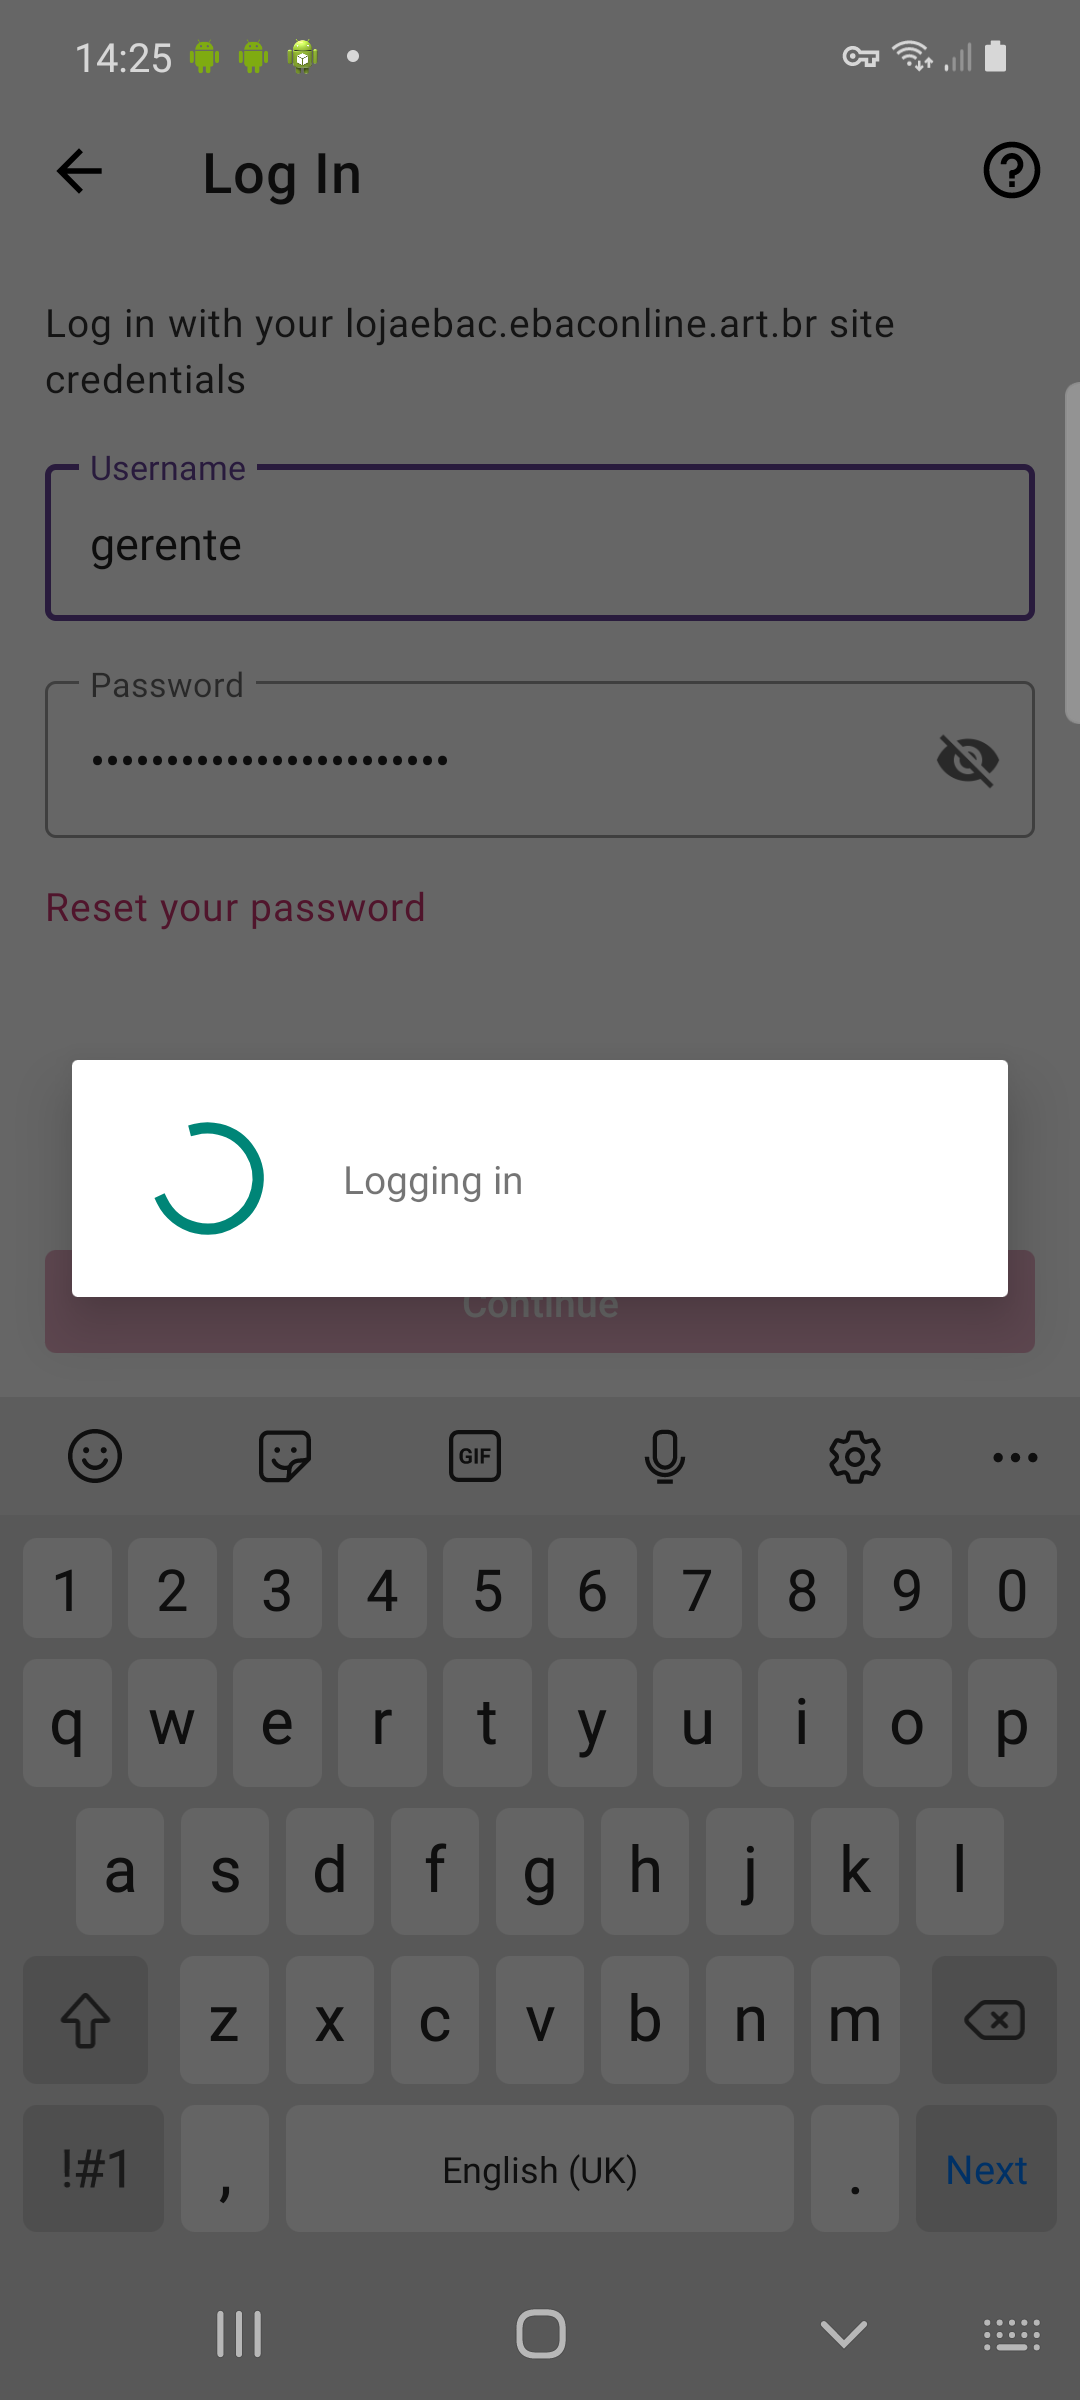 14:25
Log In
Log in with your lojaebac.ebaconline.art.br site
credentials
Username
gerente
Password
••••••••••••••••••••••••
Reset your password
Logging in
Continue
GIF
1 2 3 4 5 6 7 8 9 0
q w e r t y u i o p
a s d f g h j k l
z x c v b n m
!#1 , English (UK) . Next